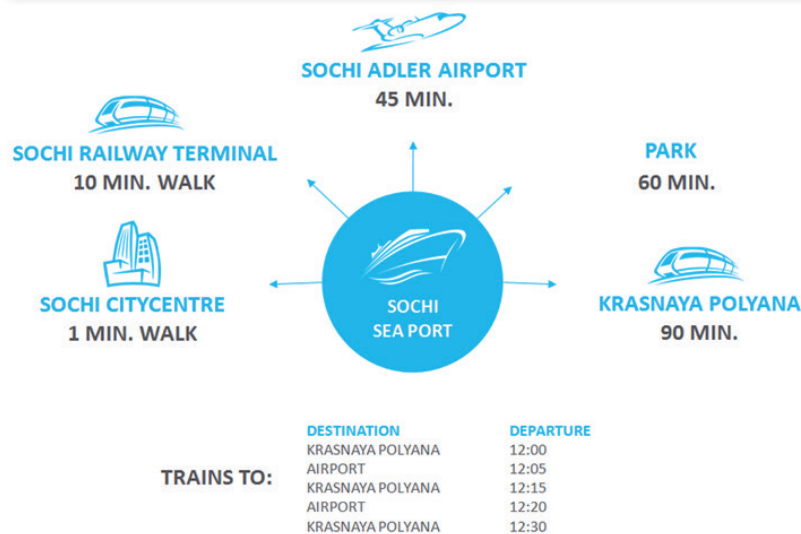 SOCHI ADLER AIRPORT
45 MIN.
SOCHI RAILWAY TERMINAL
10 MIN. WALK
PARK
60 MIN.
SOCHI CITYCENTRE
1 MIN. WALK
SOCHI
SEA PORT
KRASNAYA POLYANA
90 MIN.
TRAINS TO:
DESTINATION DEPARTURE
KRASNAYA POLYANA 12:00
AIRPORT 12:05
KRASNAYA POLYANA 12:15
AIRPORT 12:20
KRASNAYA POLYANA 12:30